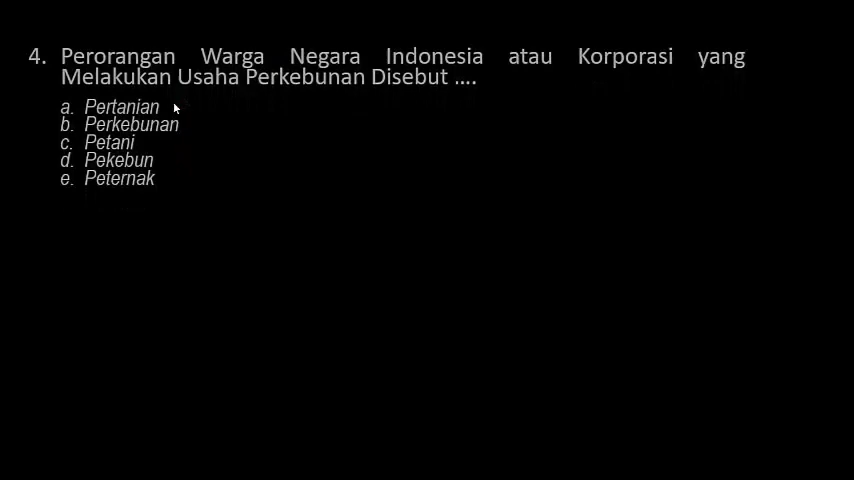 4. Perorangan Warga Negara Indonesia atau Korporasi yang
Melakukan Usaha Perkebunan Disebut ....
a. Pertanian
b. Perkebunan
c. Petani
d. Pekebun
e. Peternak